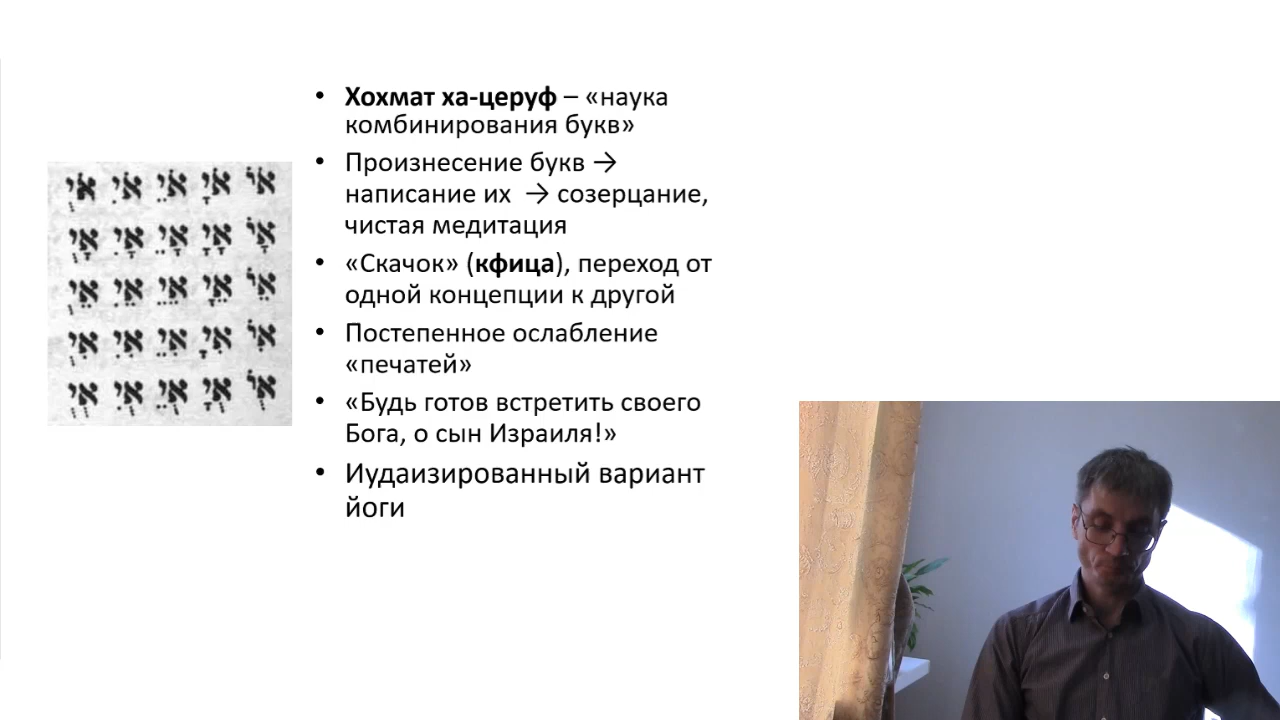 אֹיֹ אֹיָ אֹיֵ אֹיִ אֹיֻ
אָיֹ אָיָ אָיֵ אָיִ אָיֻ
אֵיֹ אֵיָ אֵיֵ אֵיִ אֵיֻ
אִיֹ אִיָ אִיֵ אִיִ אִיֻ
אֻיֹ אֻיָ אֻיֵ אֻיִ אֻיֻ
• Хохмат ха-церуф – «наука
комбинирования букв»
• Произнесение букв →
написание их → созерцание,
чистая медитация
• «Скачок» (кфица), переход от
одной концепции к другой
• Постепенное ослабление
«печатей»
• «Будь готов встретить своего
Бога, о сын Израиля!»
• Иудаизированный вариант
йоги